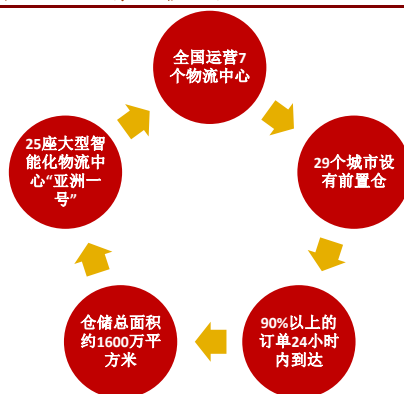 全国运营7
个物流中心
29个城市设
有前置仓
90%以上的
订单24小时
内到达
仓储总面积
约1600万平
方米
25座大型智
能化物流中
心“亚洲一
号”